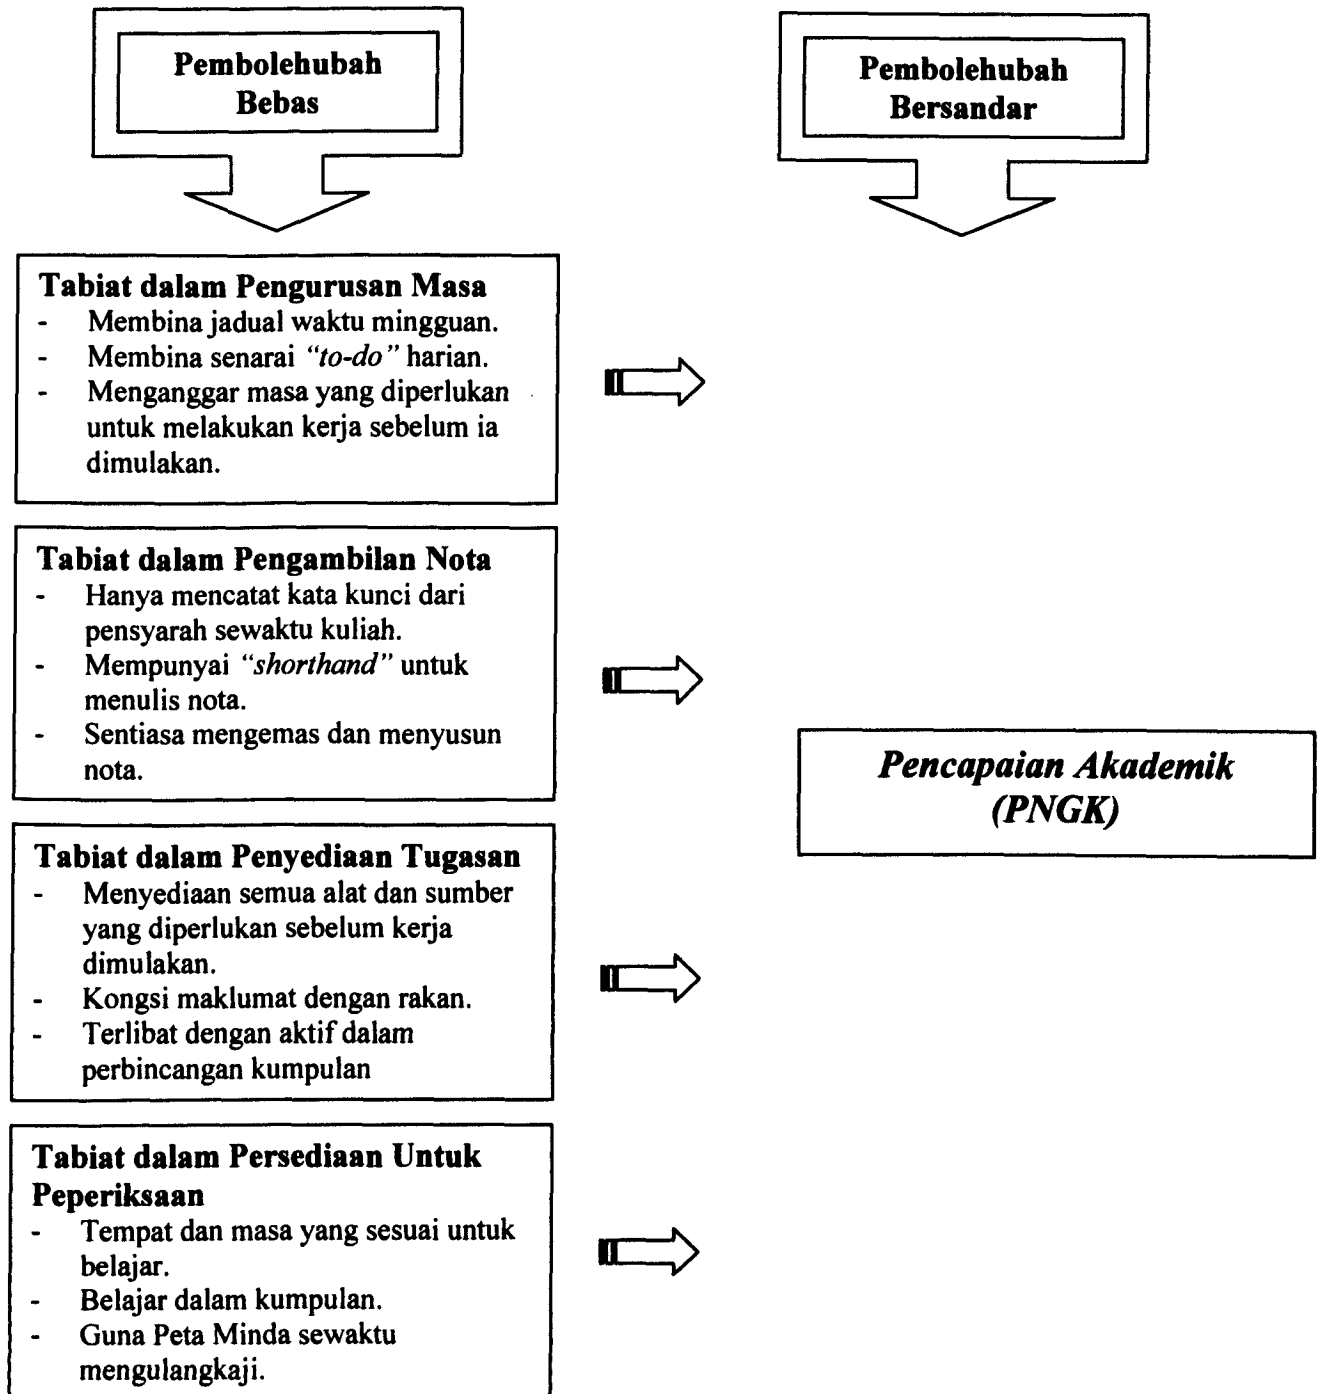 Pembolehubah
Bebas
Pembolehubah
Bersandar
Tabiat dalam Pengurusan Masa
- Membina jadual waktu mingguan.
- Membina senarai “to-do” harian.
- Menganggar masa yang diperlukan
untuk melakukan kerja sebelum ia
dimulakan.
Tabiat dalam Pengambilan Nota
- Hanya mencatat kata kunci dari
pensyarah sewaktu kuliah.
- Mempunyai “shorthand” untuk
menulis nota.
- Sentiasa mengemas dan menyusun
nota.
Pencapaian Akademik
(PNGK)
Tabiat dalam Penyediaan Tugasan
- Menyediaan semua alat dan sumber
yang diperlukan sebelum kerja
dimulakan.
- Kongsi maklumat dengan rakan.
- Terlibat dengan aktif dalam
perbincangan kumpulan
Tabiat dalam Persediaan Untuk
Peperiksaan
- Tempat dan masa yang sesuai untuk
belajar.
- Belajar dalam kumpulan.
- Guna Peta Minda sewaktu
mengulangkaji.